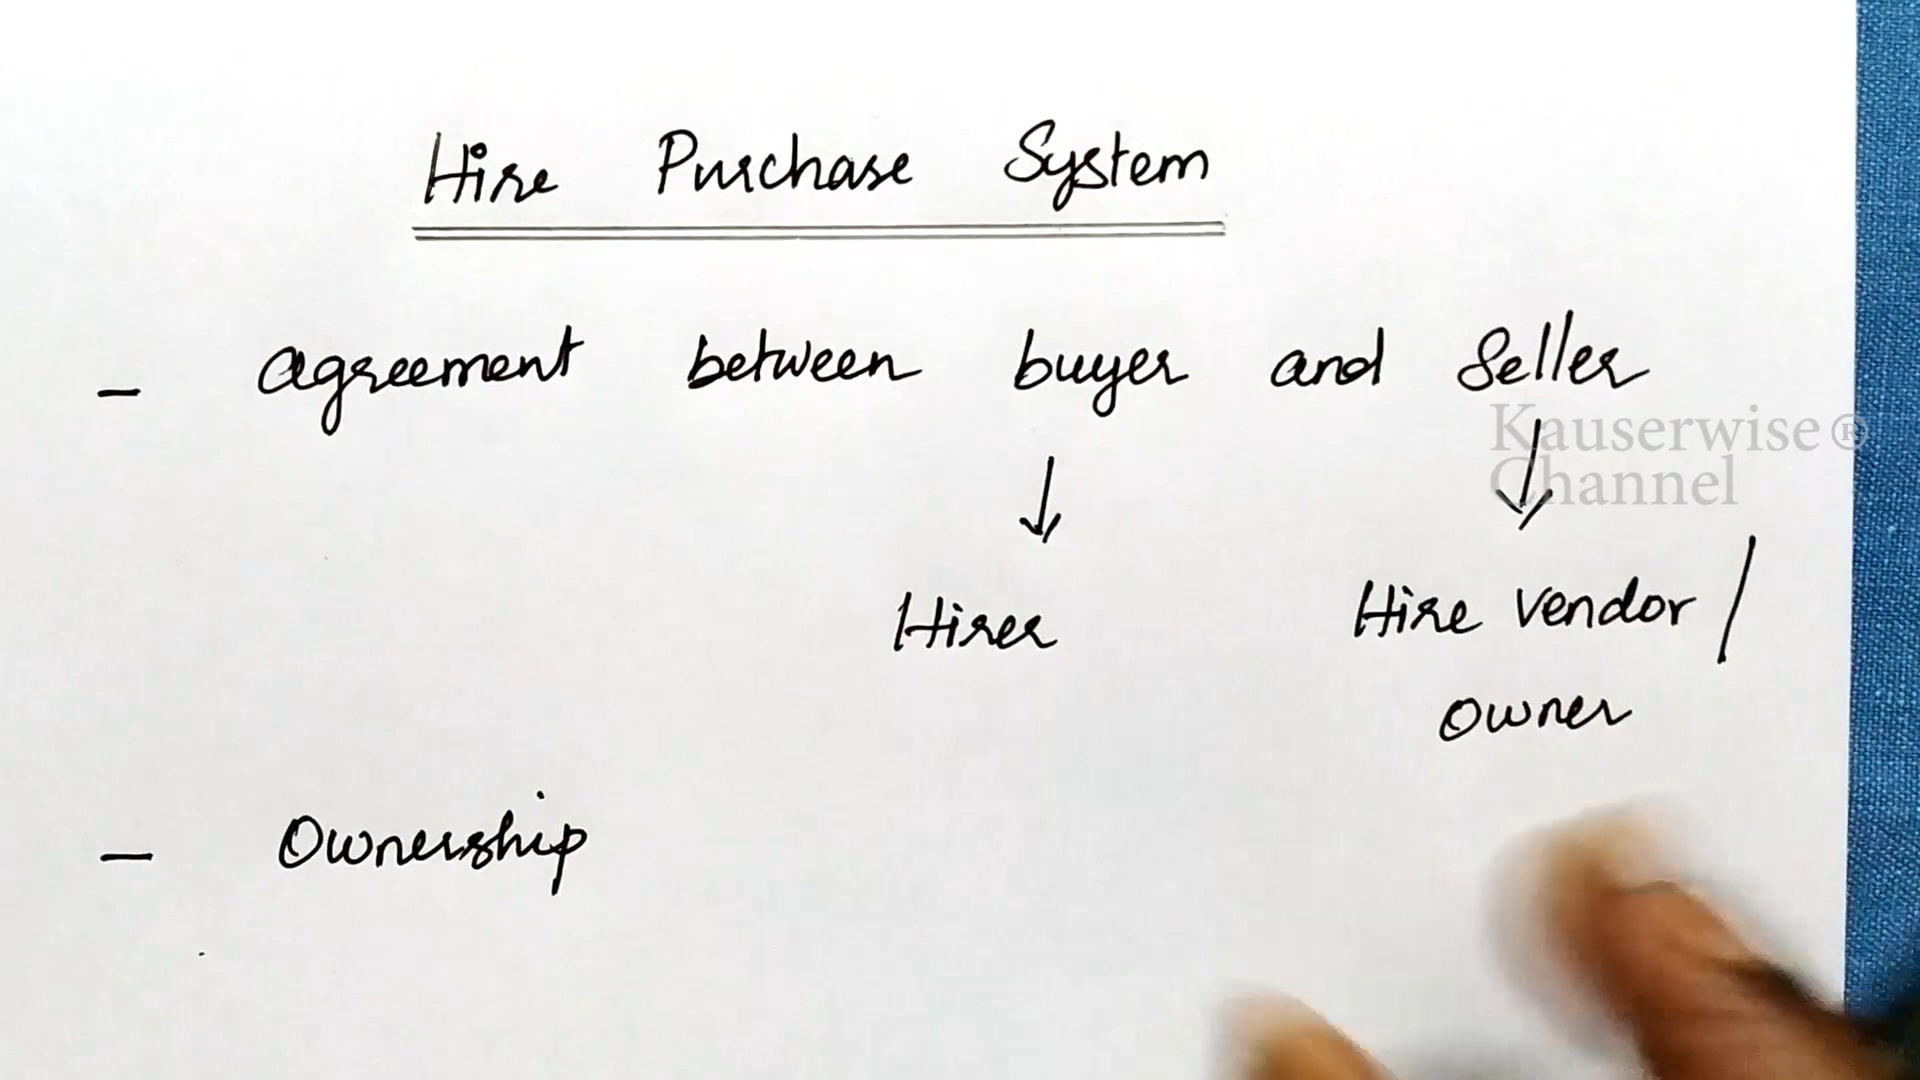 Hire Purchase System
- agreement between buyer and Seller
Kauserwise®
Channel
↓ ↓
Hirer Hire Vendor /
owner
- Ownership